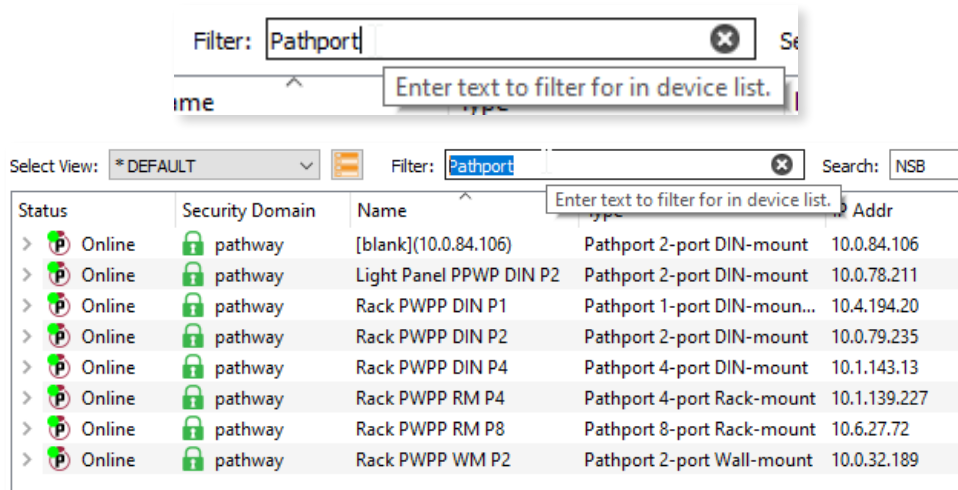 Filter: Pathport Se
Enter text to filter for in device list.
ame
Select View: * DEFAULT Filter: Pathport Search: NSB
Enter text to filter for in device list.
Status Security Domain Name Type IP Addr
Online pathway [blank](10.0.84.106) Pathport 2-port DIN-mount 10.0.84.106
Online pathway Light Panel PPWP DIN P2 Pathport 2-port DIN-mount 10.0.78.211
Online pathway Rack PWPP DIN P1 Pathport 1-port DIN-moun... 10.4.194.20
Online pathway Rack PWPP DIN P2 Pathport 2-port DIN-mount 10.0.79.235
Online pathway Rack PWPP DIN P4 Pathport 4-port DIN-mount 10.1.143.13
Online pathway Rack PWPP RM P4 Pathport 4-port Rack-mount 10.1.139.227
Online pathway Rack PWPP RM P8 Pathport 8-port Rack-mount 10.6.27.72
Online pathway Rack PWPP WM P2 Pathport 2-port Wall-mount 10.0.32.189